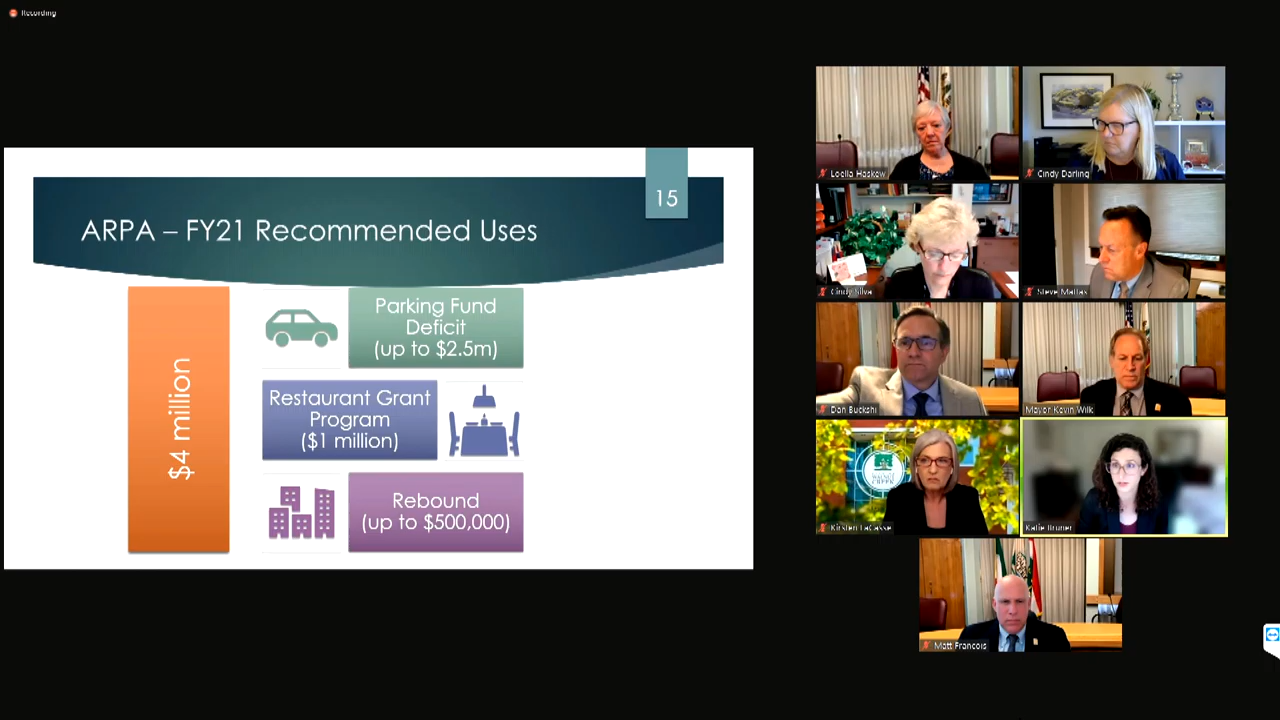 Recording
15
ARPA – FY21 Recommended Uses
$4 million
Parking Fund
Deficit
(up to $2.5m)
Restaurant Grant
Program
($1 million)
Rebound
(up to $500,000)
Loella Haskew
Cindy Darling
Cindy Silva
Steve Mattas
Dan Buckshi
Mayor Kevin Wilk
WALNUT
CREEK
Kirsten LaCasse
Katie Bruner
Matt Francois